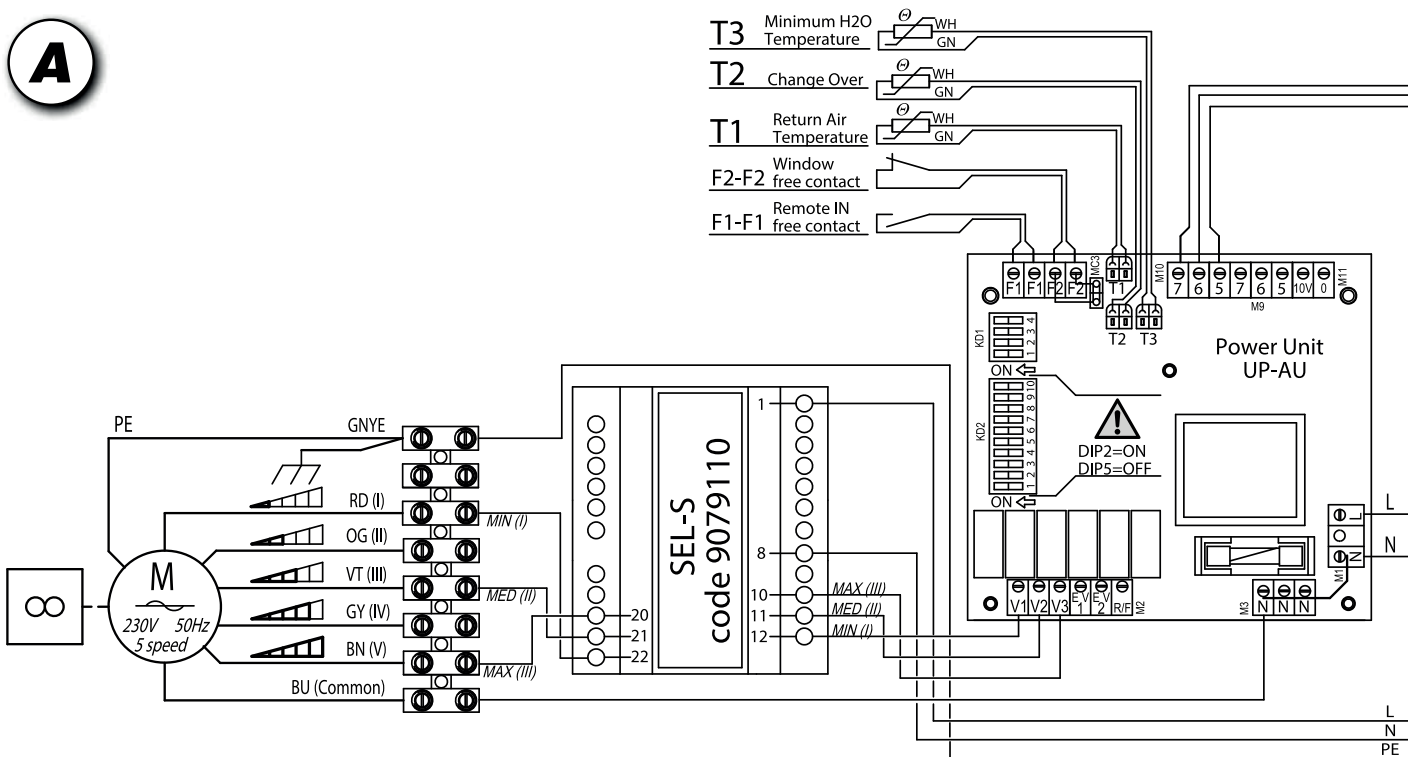 A
T3 Minimum H2O Temperature
WH
GN
T2 Change Over
WH
GN
T1 Return Air Temperature
WH
GN
F2-F2 Window free contact
F1-F1 Remote IN free contact
Θ
Θ
Θ
F1 F1 F2 F2
MC3
T1
T2 T3
M10
7 6 5 7 6 5 10V 0
M9
M11
KD1
1 2 3 4
ON
KD2
1 2 3 4 5 6 7 8 9 10
ON
Power Unit
UP-AU
DIP2=ON
DIP5=OFF
L
N
M1
L
N
V1 V2 V3 EV1 EV2 R/F
M2
M3
N N N
PE
GNYE
RD (I)
OG (II)
VT (III)
GY (IV)
BN (V)
BU (Common)
M
230V 50Hz
5 speed
MIN (I)
MED (II)
MAX (III)
SEL-S
code 9079110
1
8
10
11
12
20
21
22
MAX (III)
MED (II)
MIN (I)
L
N
PE